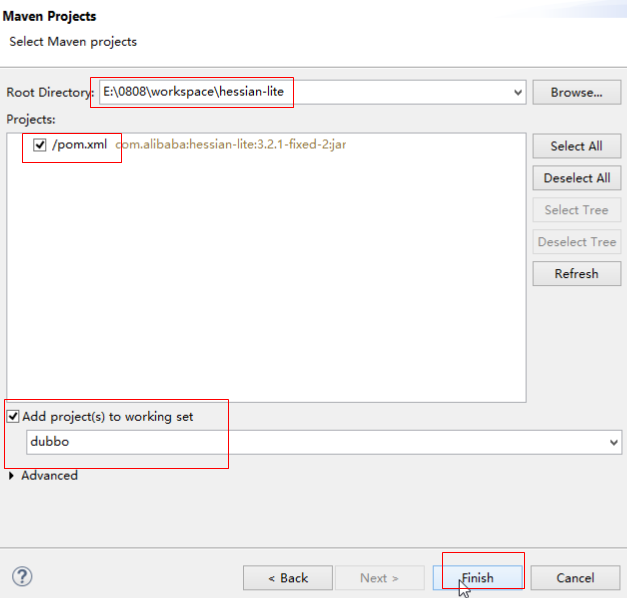 Maven Projects
Select Maven projects
Root Directory: E:\0808\workspace\hessian-lite Browse...
Projects:
/pom.xml com.alibaba:hessian-lite:3.2.1-fixed-2:jar
Select All
Deselect All
Select Tree
Deselect Tree
Refresh
Add project(s) to working set
dubbo
Advanced
? < Back Next > Finish Cancel